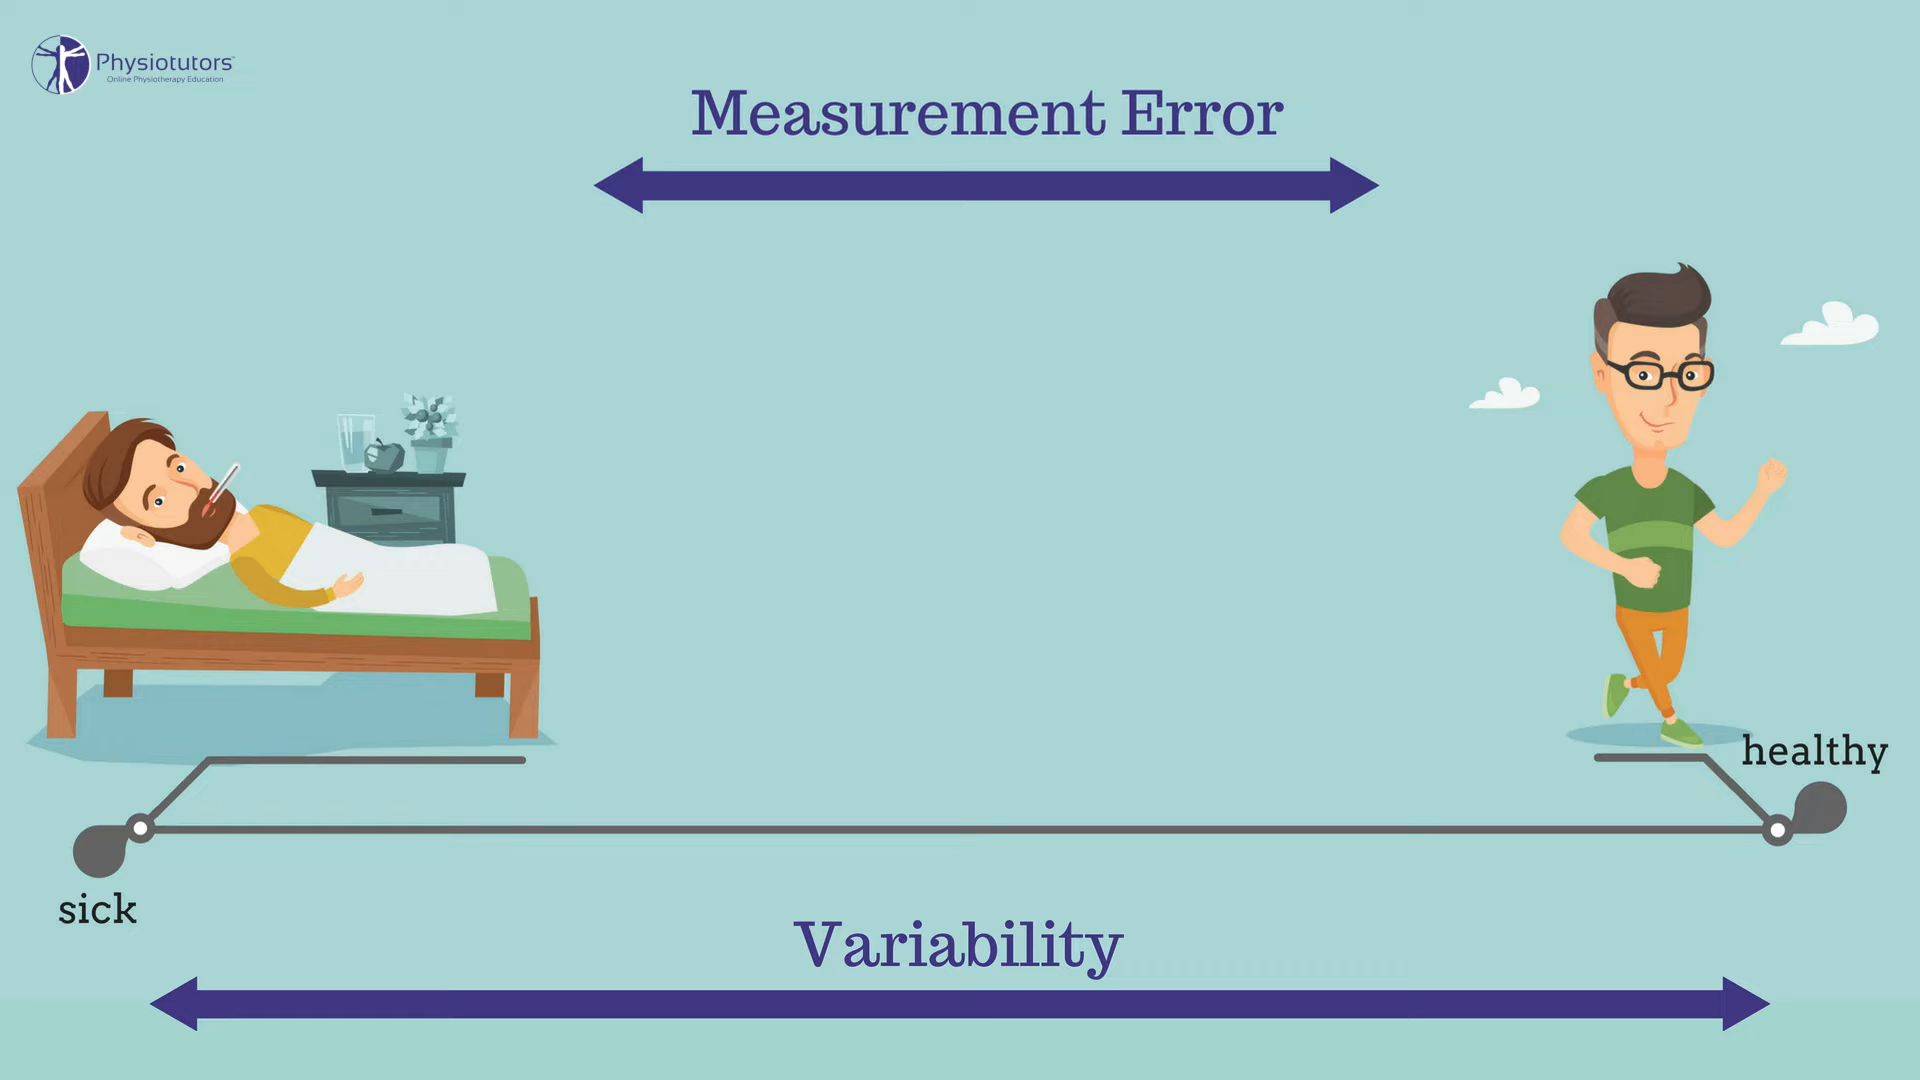 Physiotutors
Online Physiotherapy Education
Measurement Error
healthy
sick
Variability